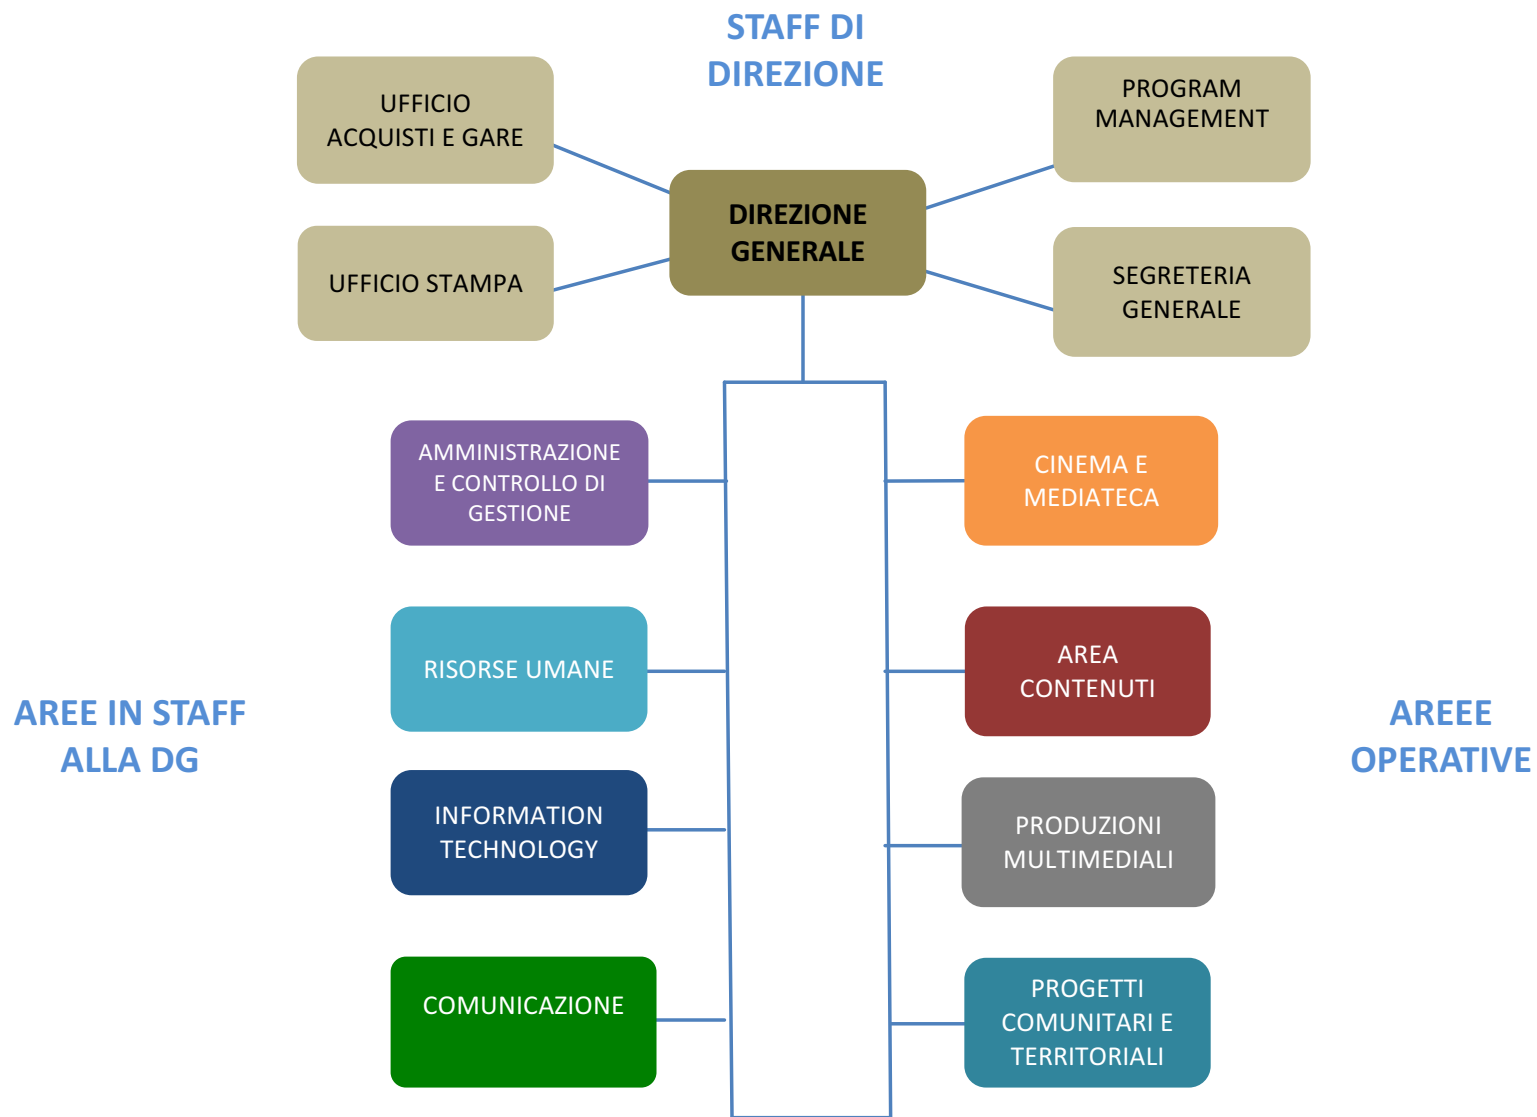 STAFF DI
DIREZIONE
UFFICIO
ACQUISTI E GARE
PROGRAM
MANAGEMENT
DIREZIONE
GENERALE
UFFICIO STAMPA
SEGRETERIA
GENERALE
AMMINISTRAZIONE
E CONTROLLO DI
GESTIONE
CINEMA E
MEDIATECA
RISORSE UMANE
AREA
CONTENUTI
AREE IN STAFF
ALLA DG
AREEE
OPERATIVE
INFORMATION
TECHNOLOGY
PRODUZIONI
MULTIMEDIALI
COMUNICAZIONE
PROGETTI
COMUNITARI E
TERRITORIALI